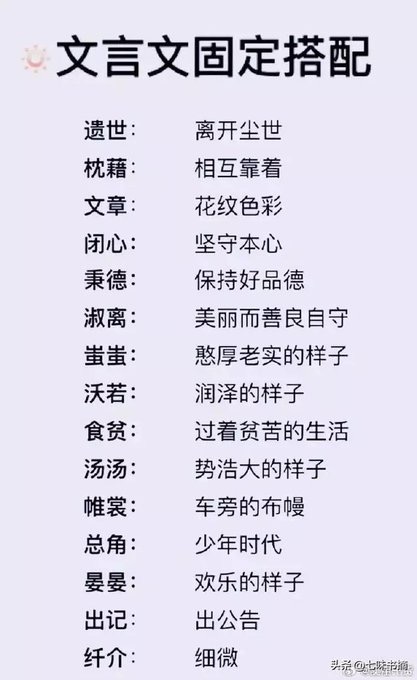 文言文固定搭配
遗世： 离开尘世
枕藉： 相互靠着
文章： 花纹色彩
闭心： 坚守本心
秉德： 保持好品德
淑离： 美丽而善良自守
蚩蚩： 憨厚老实的样子
沃若： 润泽的样子
食贫： 过着贫苦的生活
汤汤： 势浩大的样子
帷裳： 车旁的布幔
总角： 少年时代
晏晏： 欢乐的样子
出记： 出公告
纤介： 细微
头条@七味书摘